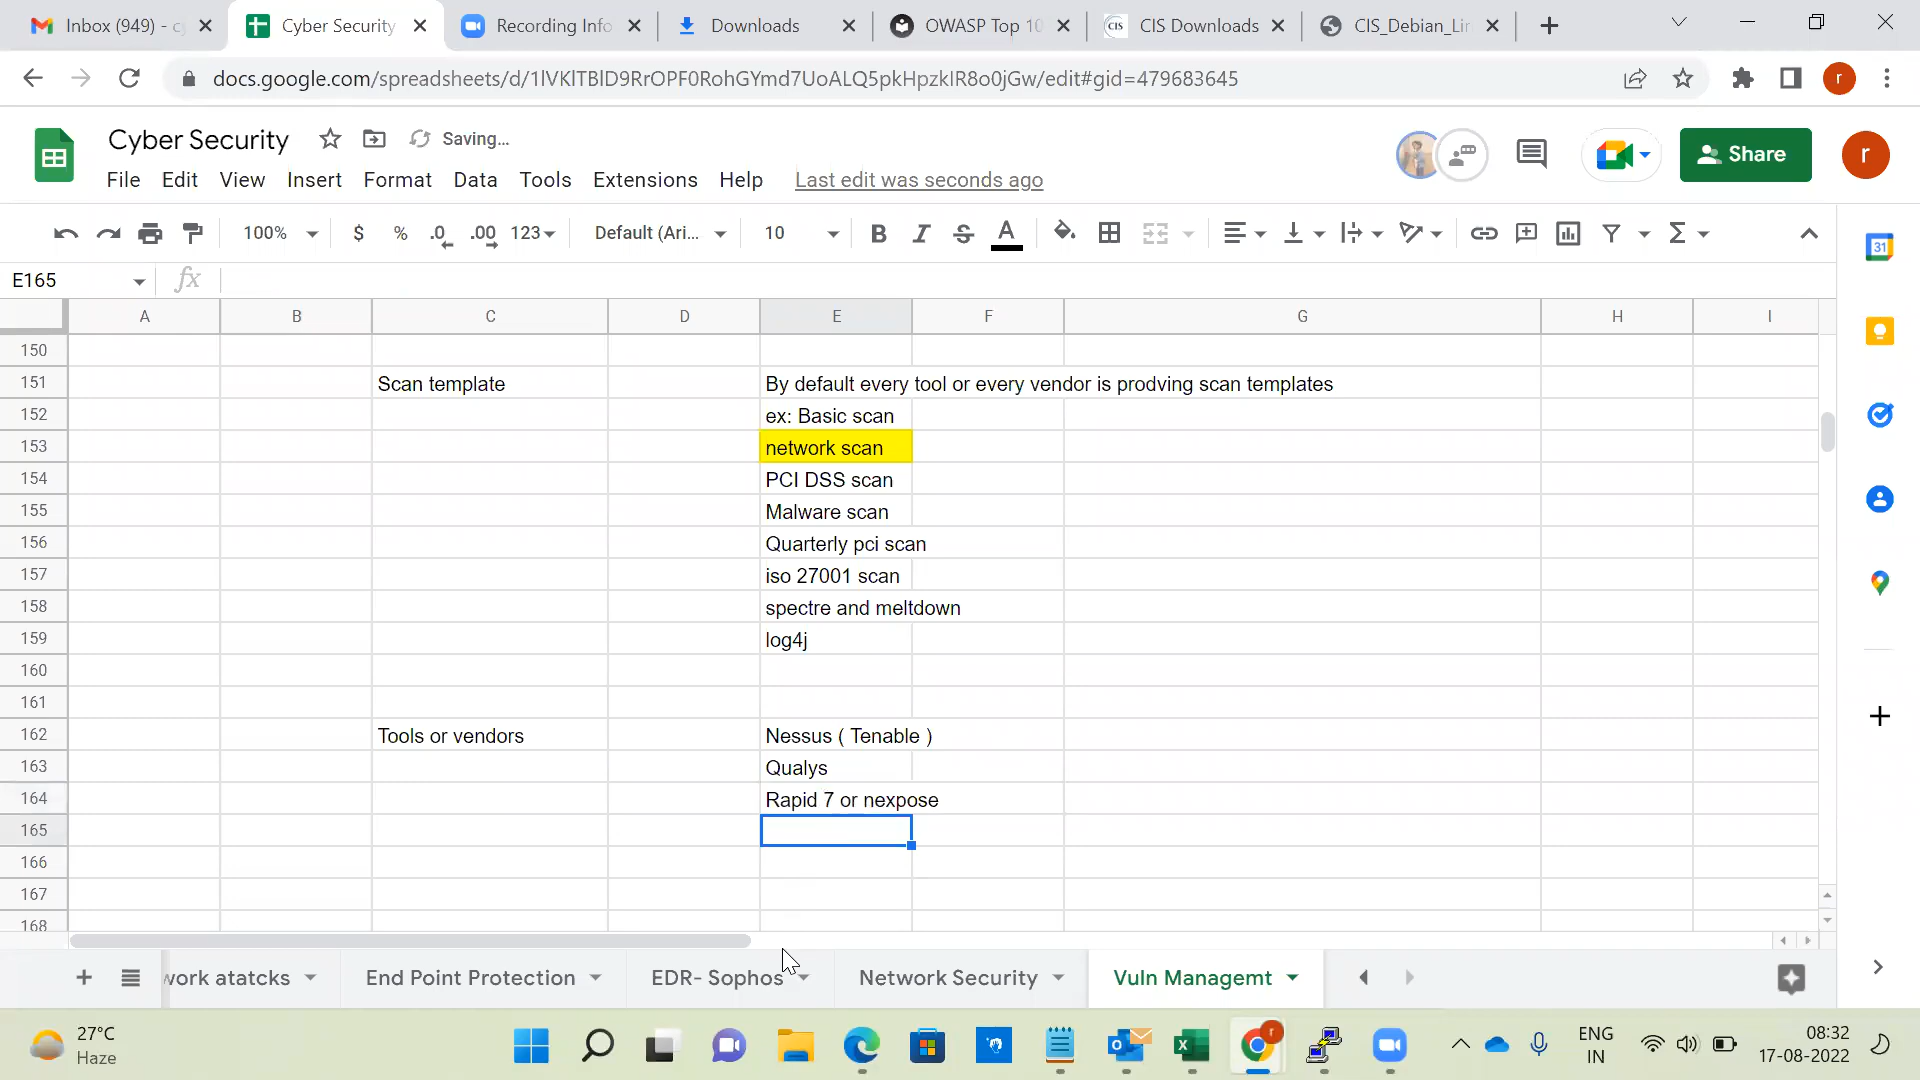 Inbox (949) - cy
Cyber Security
Recording Info
Downloads
OWASP Top 10
CIS Downloads
CIS_Debian_Lin
docs.google.com/spreadsheets/d/1lVKlTBlD9RrOPF0RohGYmd7UoALQ5pkHpzkIR8o0jGw/edit#gid=479683645
r
Cyber Security
Saving...
Share
r
File Edit View Insert Format Data Tools Extensions Help Last edit was seconds ago
100% $ % .0 .00 123 Default (Ari... 10 B I S A Σ
31
E165 fx
A B C D E F G H I
150
151 Scan template By default every tool or every vendor is prodving scan templates
152 ex: Basic scan
153 network scan
154 PCI DSS scan
155 Malware scan
156 Quarterly pci scan
157 iso 27001 scan
158 spectre and meltdown
159 log4j
160
161
162 Tools or vendors Nessus ( Tenable )
163 Qualys
164 Rapid 7 or nexpose
165
166
167
168
work atatcks End Point Protection EDR- Sophos Network Security Vuln Managemt
27°C
Haze
ENG
IN
08:32
17-08-2022